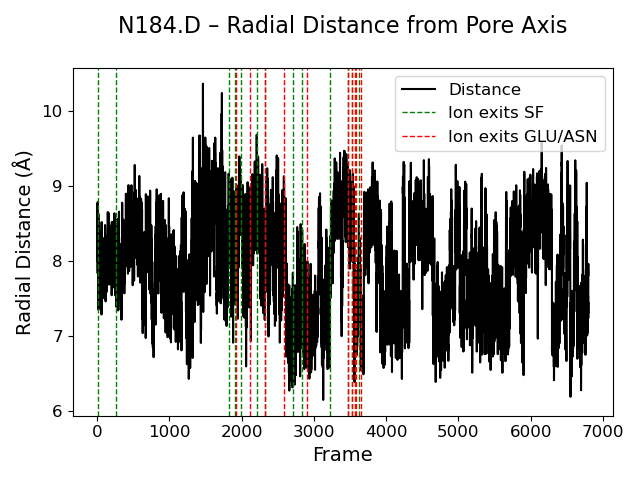 N184.D – Radial Distance from Pore Axis
Distance
Ion exits SF
Ion exits GLU/ASN
Radial Distance (Å)
10
9
8
7
6
0 1000 2000 3000 4000 5000 6000 7000
Frame